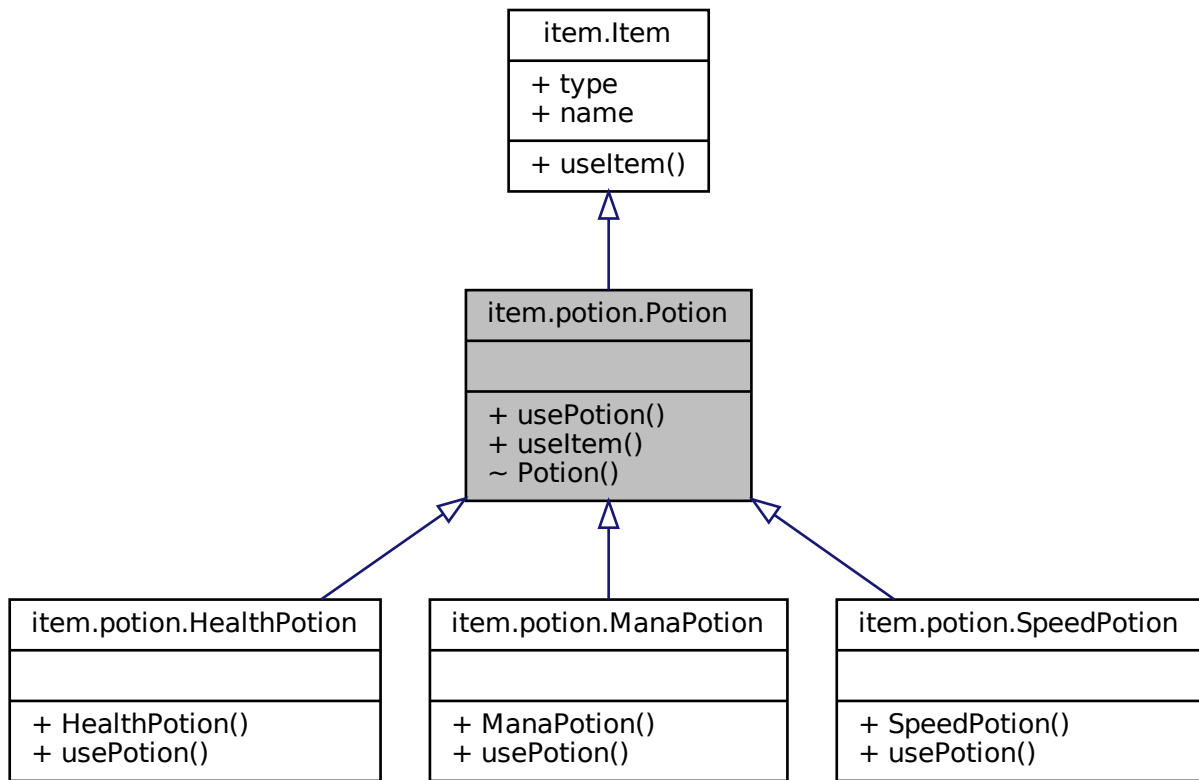 item.Item
+ type
+ name
+ useItem()
item.potion.Potion
+ usePotion()
+ useItem()
~ Potion()
item.potion.HealthPotion
+ HealthPotion()
+ usePotion()
item.potion.ManaPotion
+ ManaPotion()
+ usePotion()
item.potion.SpeedPotion
+ SpeedPotion()
+ usePotion()